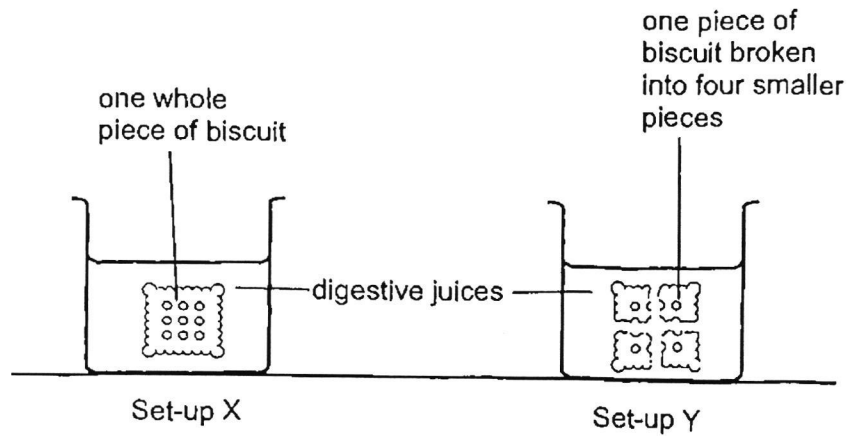 one whole
piece of biscuit
one piece of
biscuit broken
into four smaller
pieces
digestive juices
Set-up X
Set-up Y